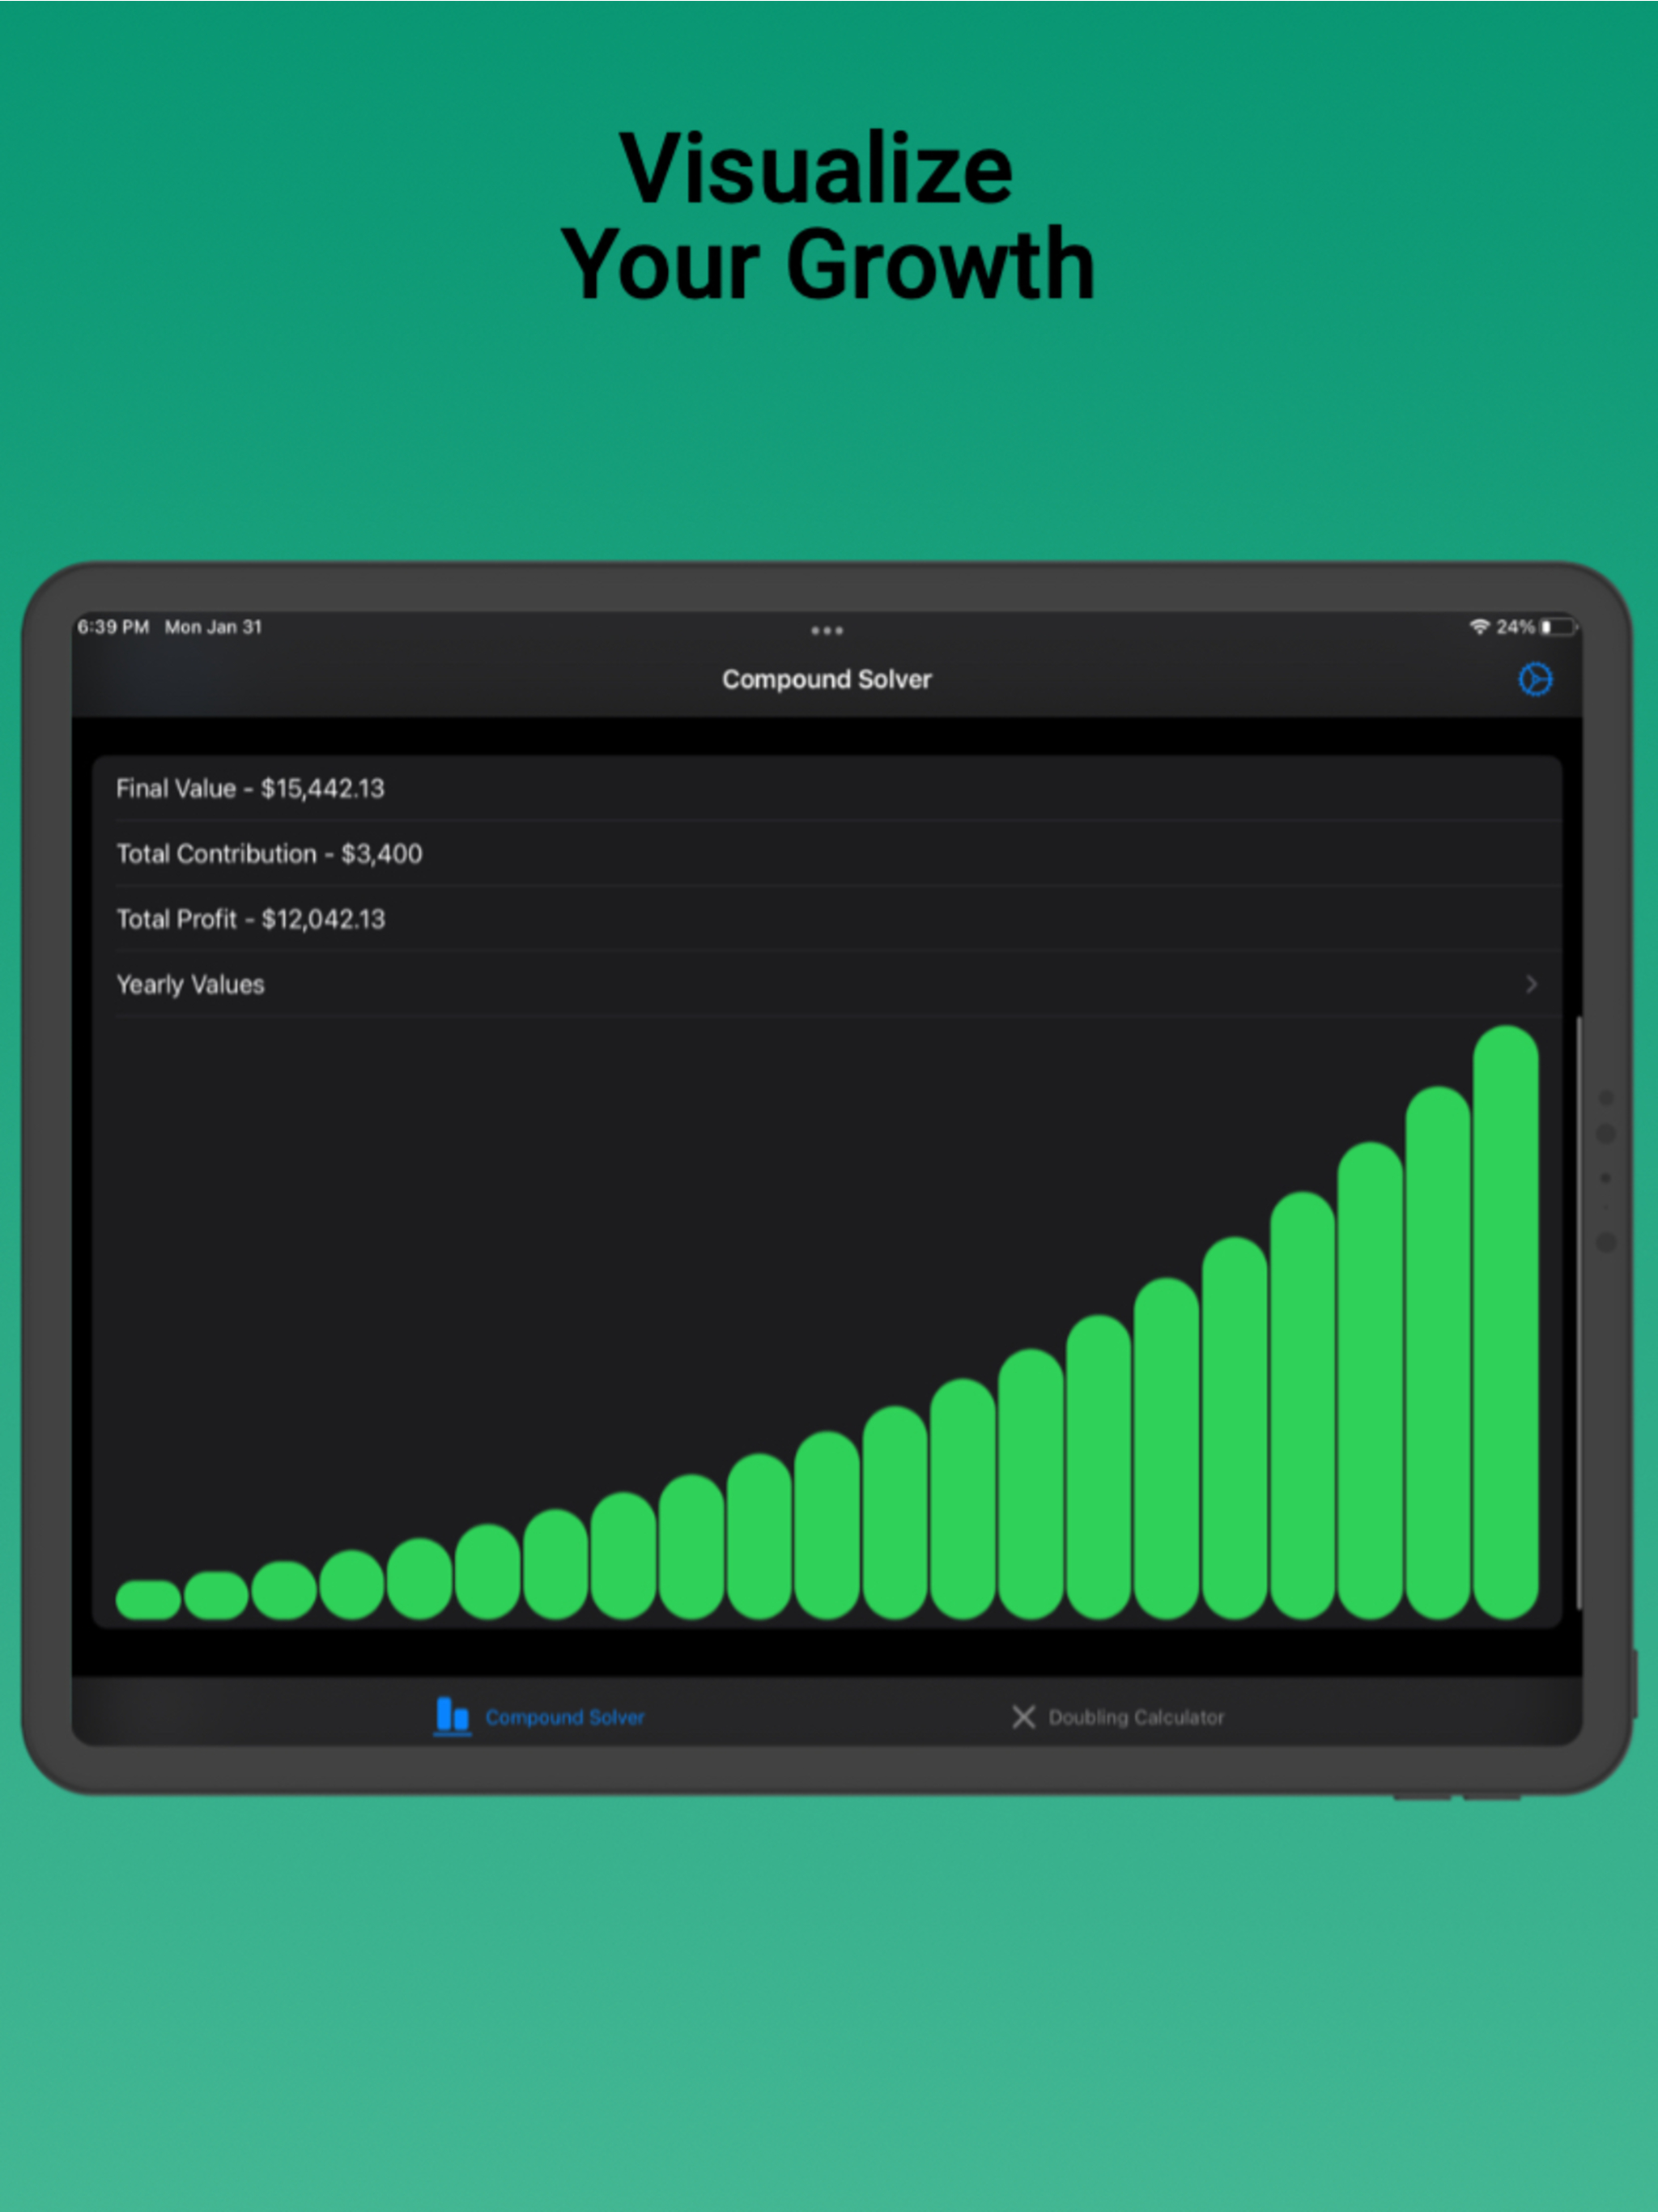 Visualize
Your Growth
6:39 PM Mon Jan 31
24%
Compound Solver
Final Value - $15,442.13
Total Contribution - $3,400
Total Profit - $12,042.13
Yearly Values
Compound Solver
Doubling Calculator